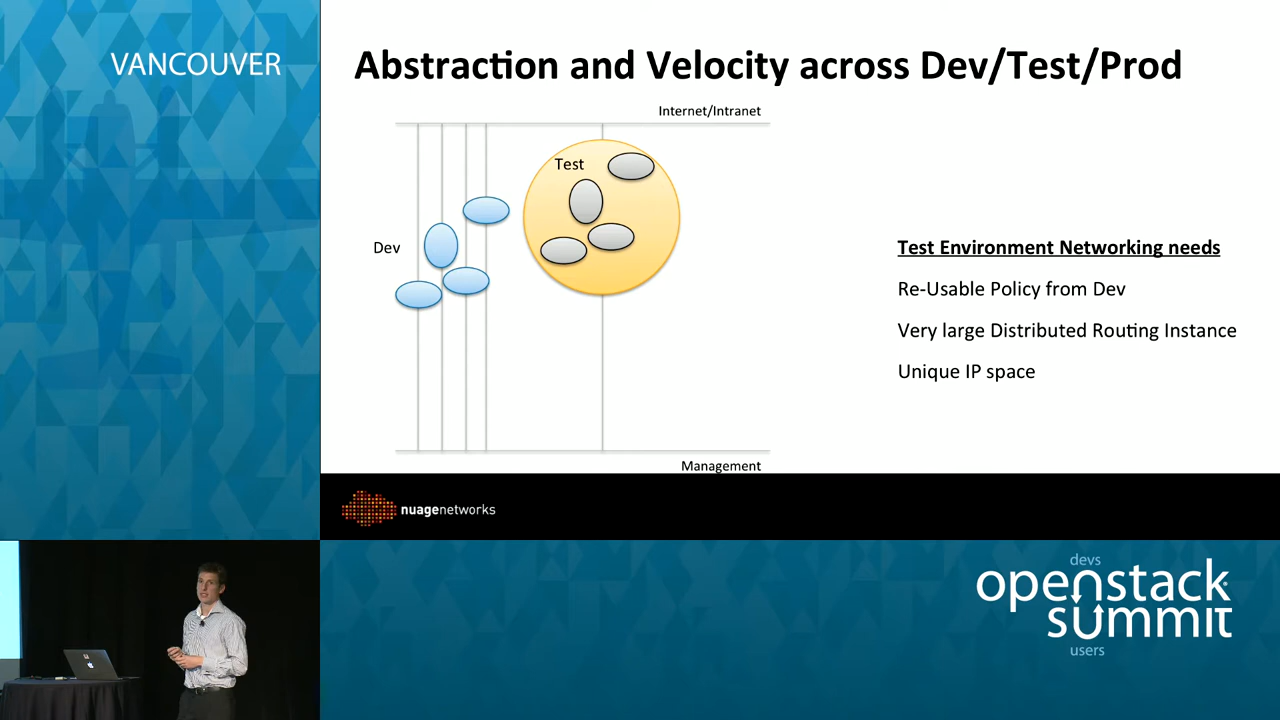 VANCOUVER
Abstraction and Velocity across Dev/Test/Prod
Internet/Intranet
Test
Dev
Test Environment Networking needs
Re-Usable Policy from Dev
Very large Distributed Routing Instance
Unique IP space
Management
nuagenetworks
devs
openstack
summit
users